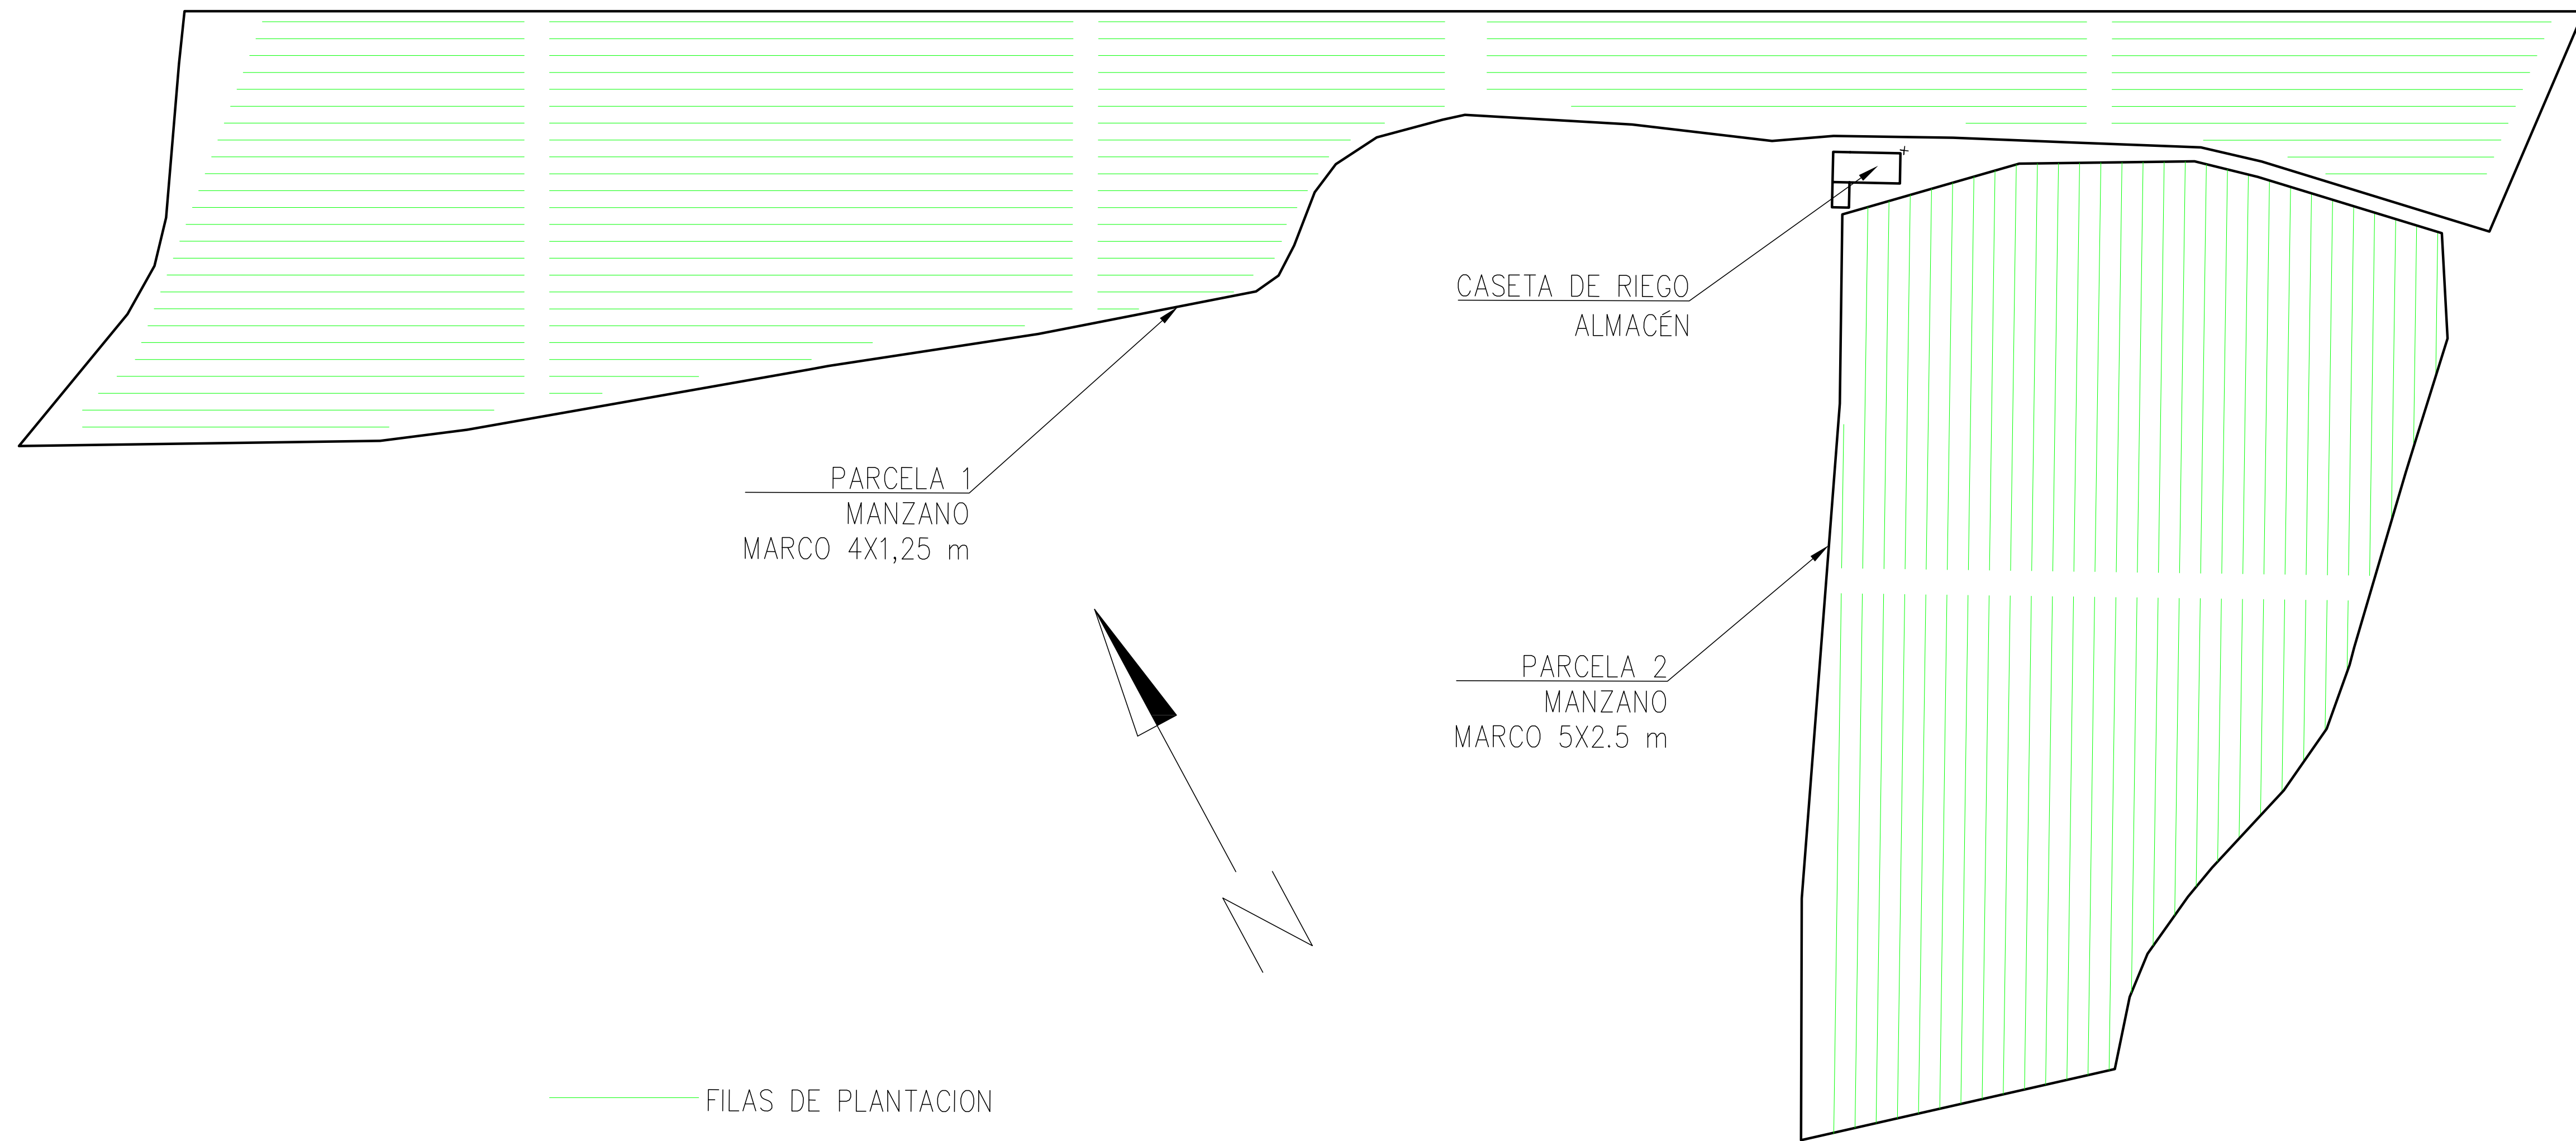 CASETA DE RIEGO
ALMACÉN
PARCELA 1
MANZANO
MARCO 4X1,25 m
PARCELA 2
MANZANO
MARCO 5X2.5 m
N
FILAS DE PLANTACION